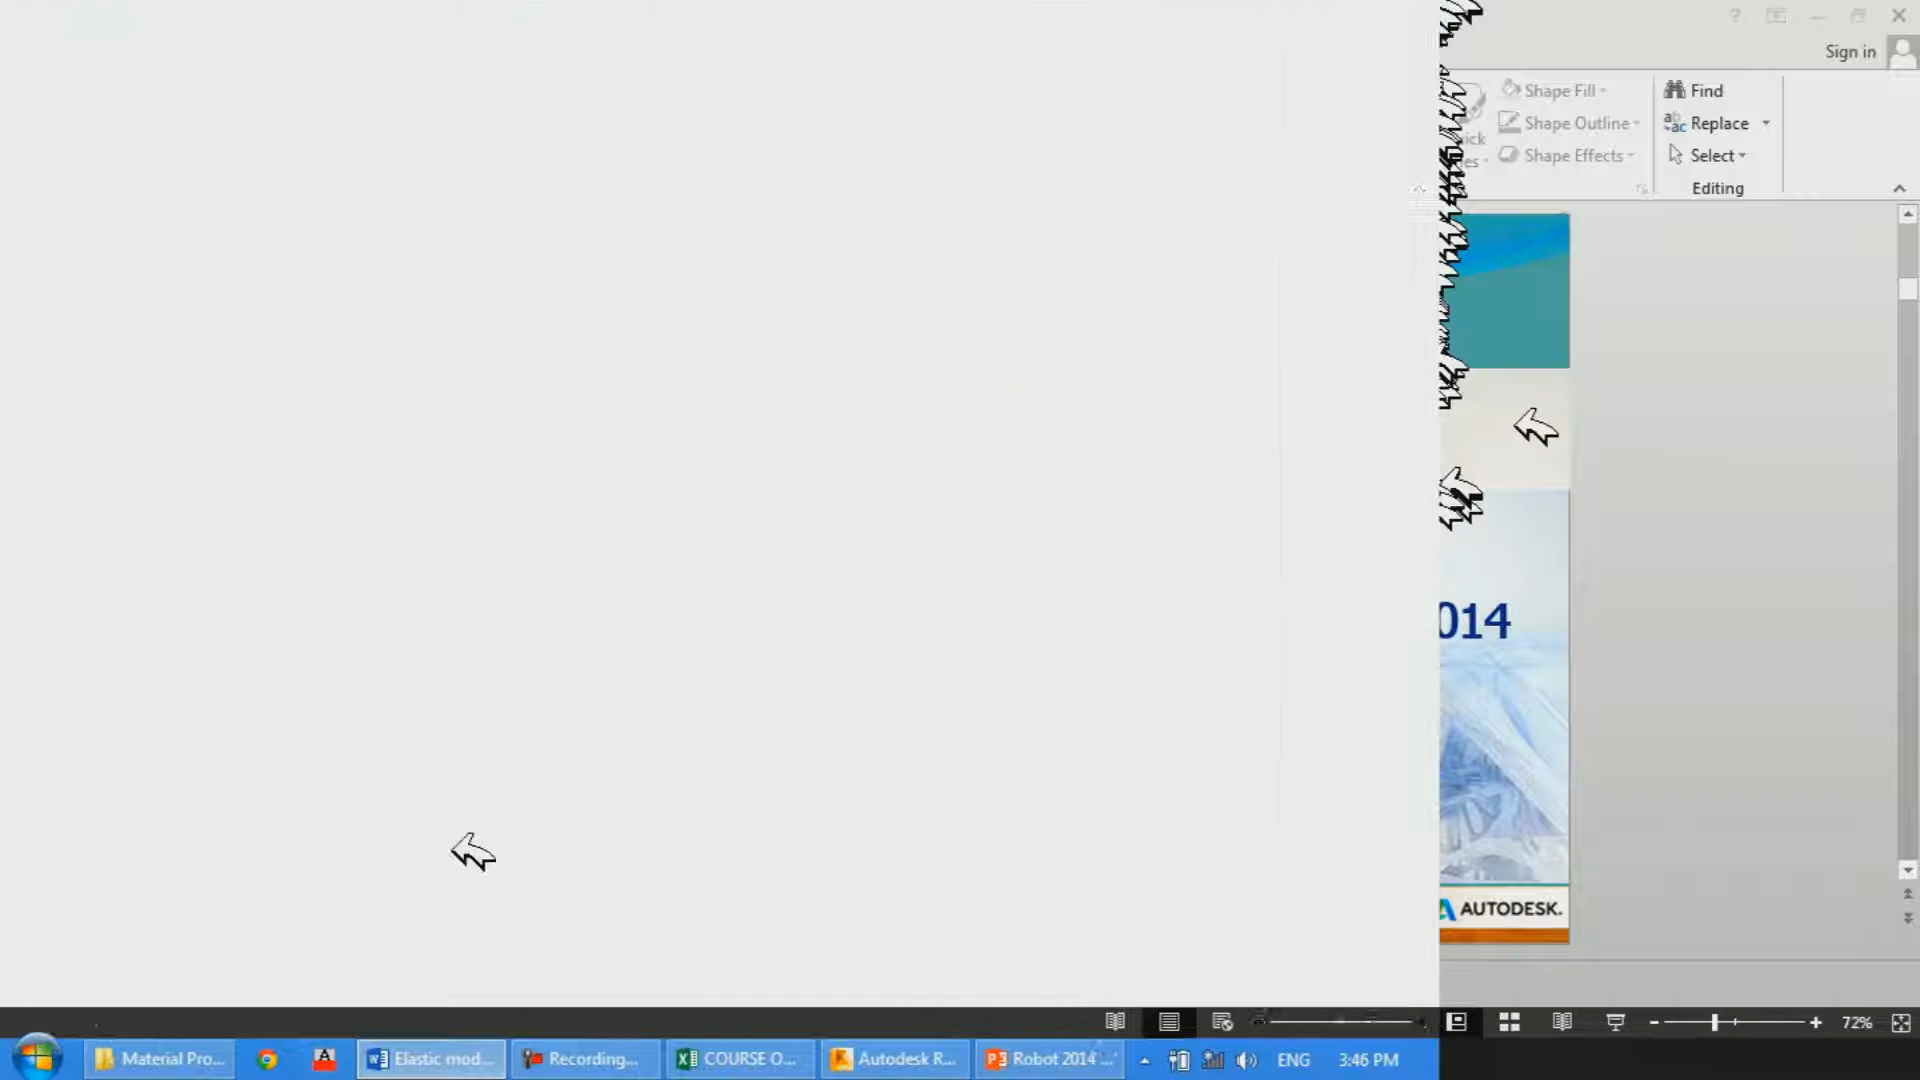 Sign in
Shape Fill
Find
Shape Outline
Replace
Shape Effects
Select
Editing
014
AUTODESK.
72%
Material Pro...
Elastic mod...
Recording...
COURSE O...
Autodesk R...
Robot 2014 ...
ENG
3:46 PM